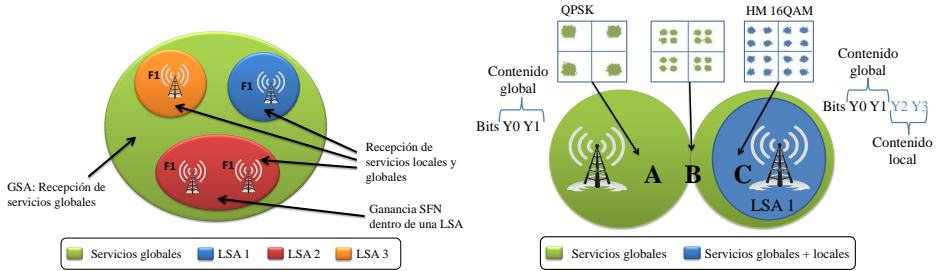 F1
F1
F1
F1
Recepción de
servicios locales y
globales
GSA: Recepción de
servicios globales
Ganancia SFN
dentro de una LSA
Servicios globales
LSA 1
LSA 2
LSA 3
QPSK
HM 16QAM
Contenido
global
Bits Y0 Y1
Contenido
global
Bits Y0 Y1 Y2 Y3
Contenido
local
A
B
C
LSA 1
Servicios globales
Servicios globales + locales